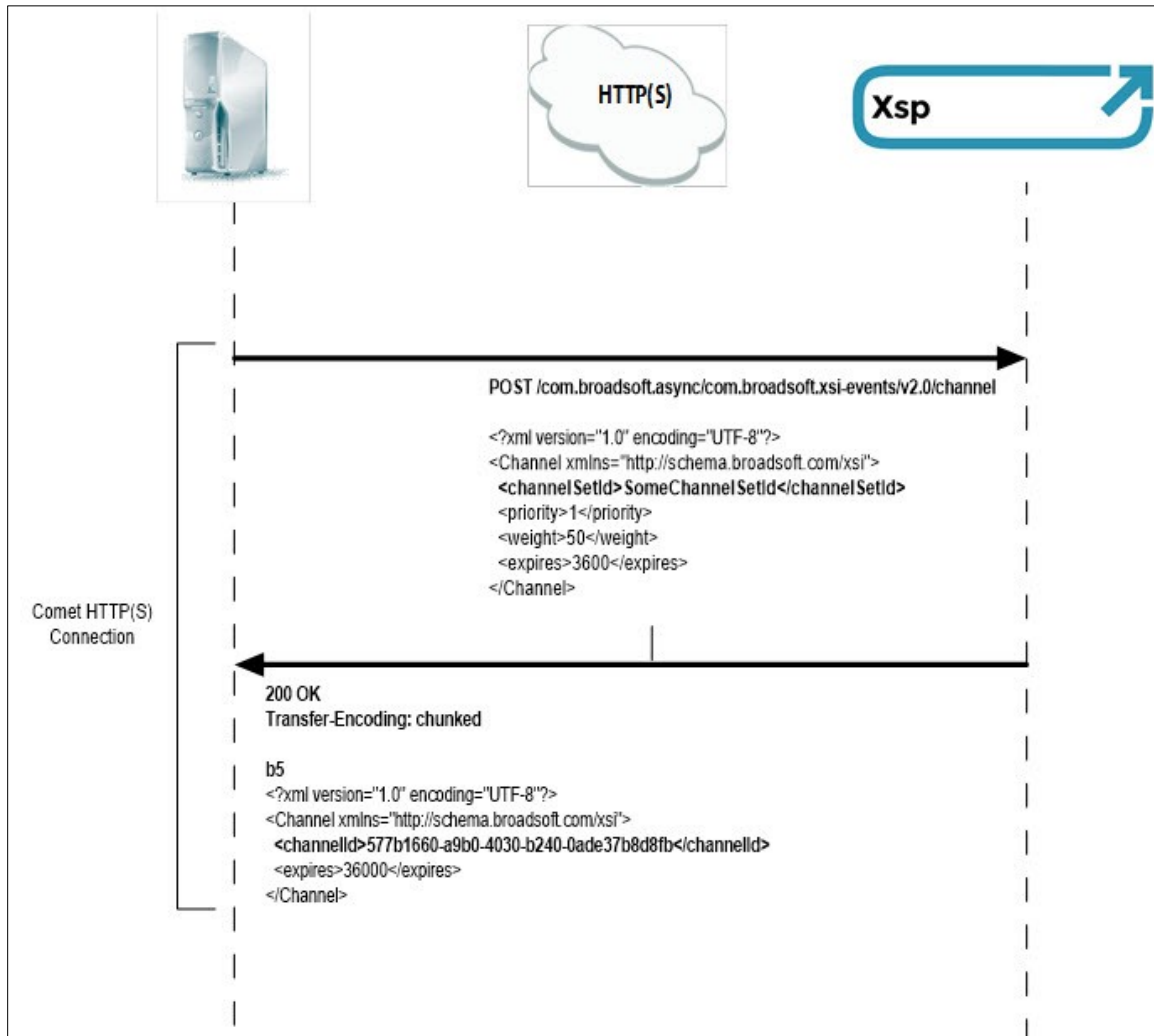 HTTP(S)
Xsp
POST /com.broadsoft.async/com.broadsoft.xsi-events/v2.0/channel
<?xml version="1.0" encoding="UTF-8"?>
<Channel xmlns="http://schema.broadsoft.com/xsi">
<channelSetId>SomeChannelSetId</channelSetId>
<priority>1</priority>
<weight>50</weight>
<expires>3600</expires>
</Channel>
Comet HTTP(S)
Connection
200 OK
Transfer-Encoding: chunked
b5
<?xml version="1.0" encoding="UTF-8"?>
<Channel xmlns="http://schema.broadsoft.com/xsi">
<channelId>577b1660-a9b0-4030-b240-0ade37b8d8fb</channelId>
<expires>36000</expires>
</Channel>